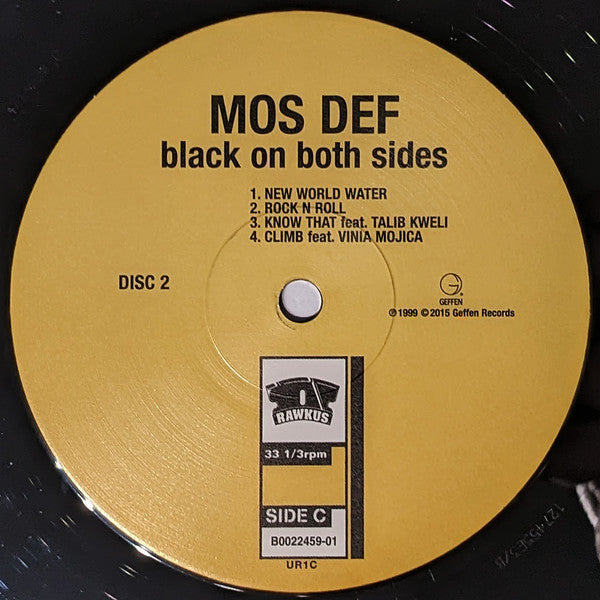 MOS DEF
black on both sides
1. NEW WORLD WATER
2. ROCK N ROLL
3. KNOW THAT feat. TALIB KWELI
4. CLIMB feat. VINIA MOJICA
DISC 2
G
GEFFEN
℗ 1999 © 2015 Geffen Records
RAWKUS
33 1/3rpm
SIDE C
B0022459-01
UR1C